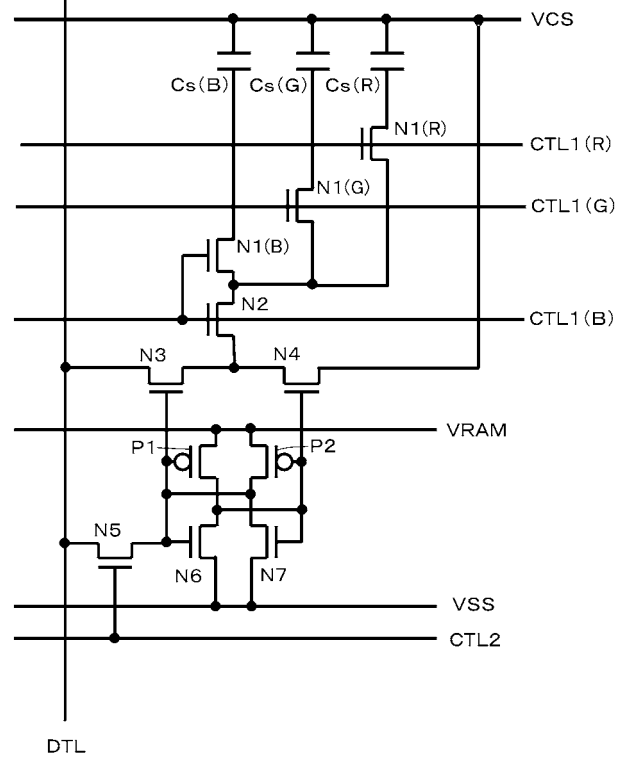 VCS
Cs(B) Cs(G) Cs(R)
N1(R)
CTL1(R)
N1(G)
CTL1(G)
N1(B)
N2
CTL1(B)
N3 N4
VRAM
P1 P2
N5
N6 N7
VSS
CTL2
DTL